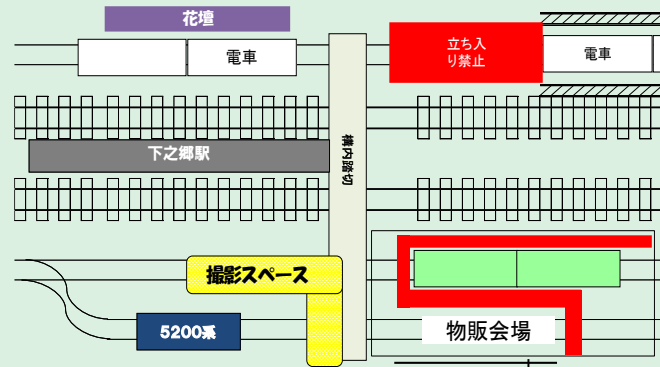 花壇
電車
立ち入
り禁止
電車
下之郷駅
構内踏切
撮影スペース
5200系
物販会場